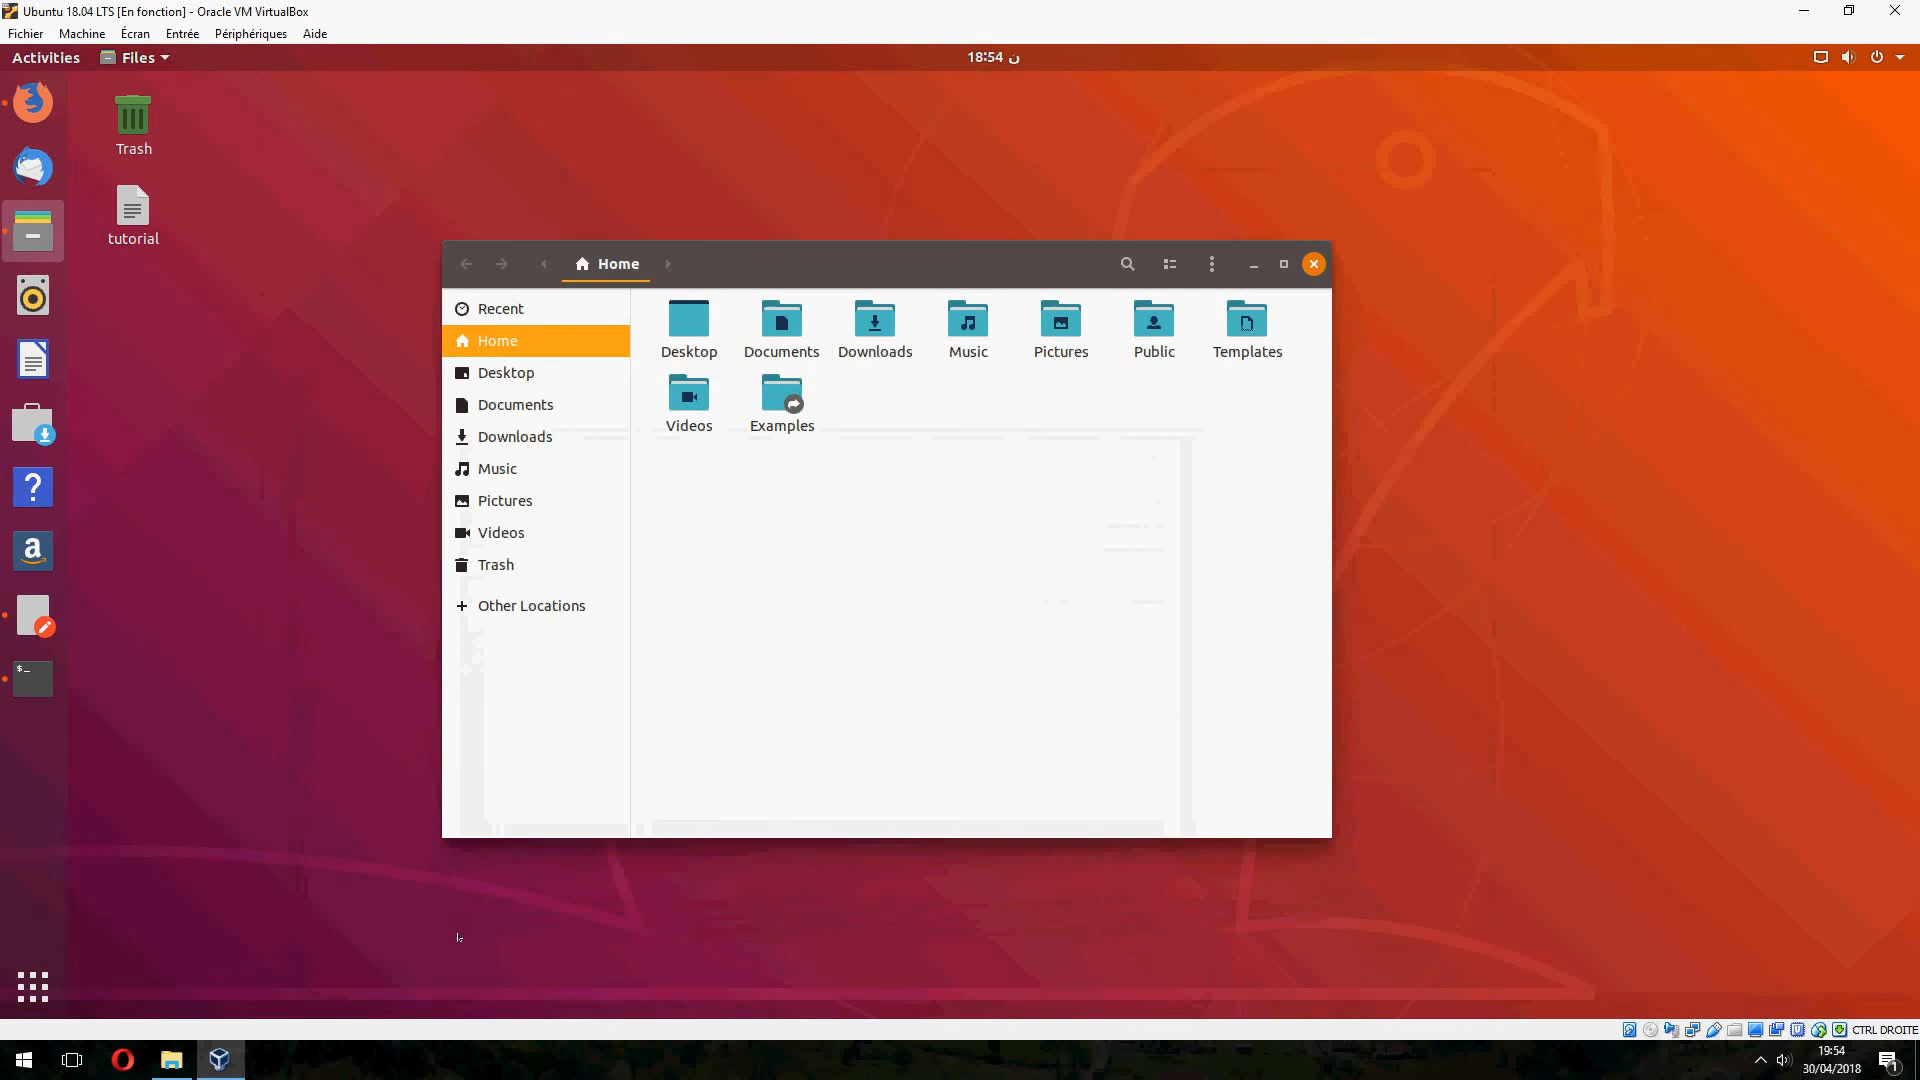 Ubuntu 18.04 LTS [En fonction] - Oracle VM VirtualBox
Fichier Machine Écran Entrée Périphériques Aide
Activities Files 18:54 ن
Trash
tutorial
Home
Recent
Home
Desktop
Documents
Downloads
Music
Pictures
Videos
Trash
Other Locations
Desktop Documents Downloads Music Pictures Public Templates
Videos Examples
?
a
$_
CTRL DROITE
19:54
30/04/2018
1